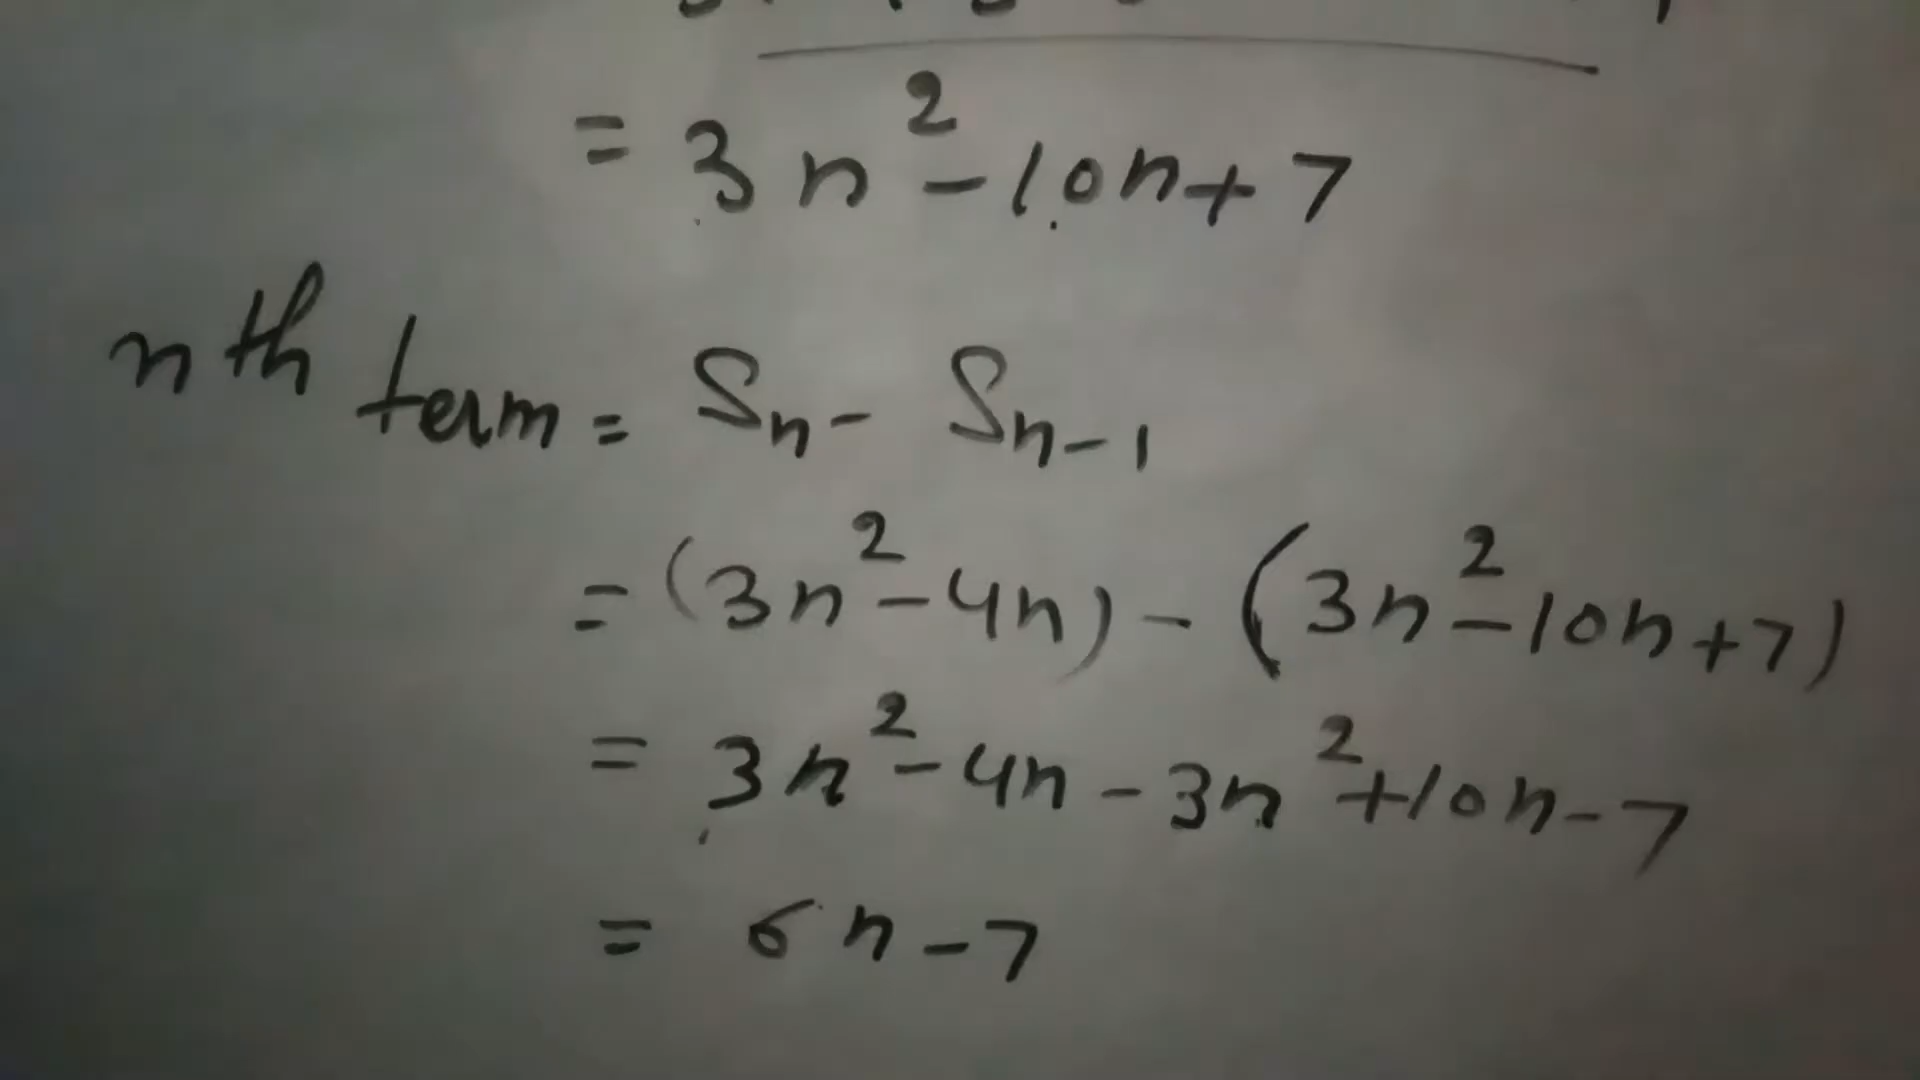 = 3n² - 10n + 7
nth term = Sₙ - Sₙ₋₁
= (3n² - 4n) - (3n² - 10n + 7)
= 3n² - 4n - 3n² + 10n - 7
= 6n - 7